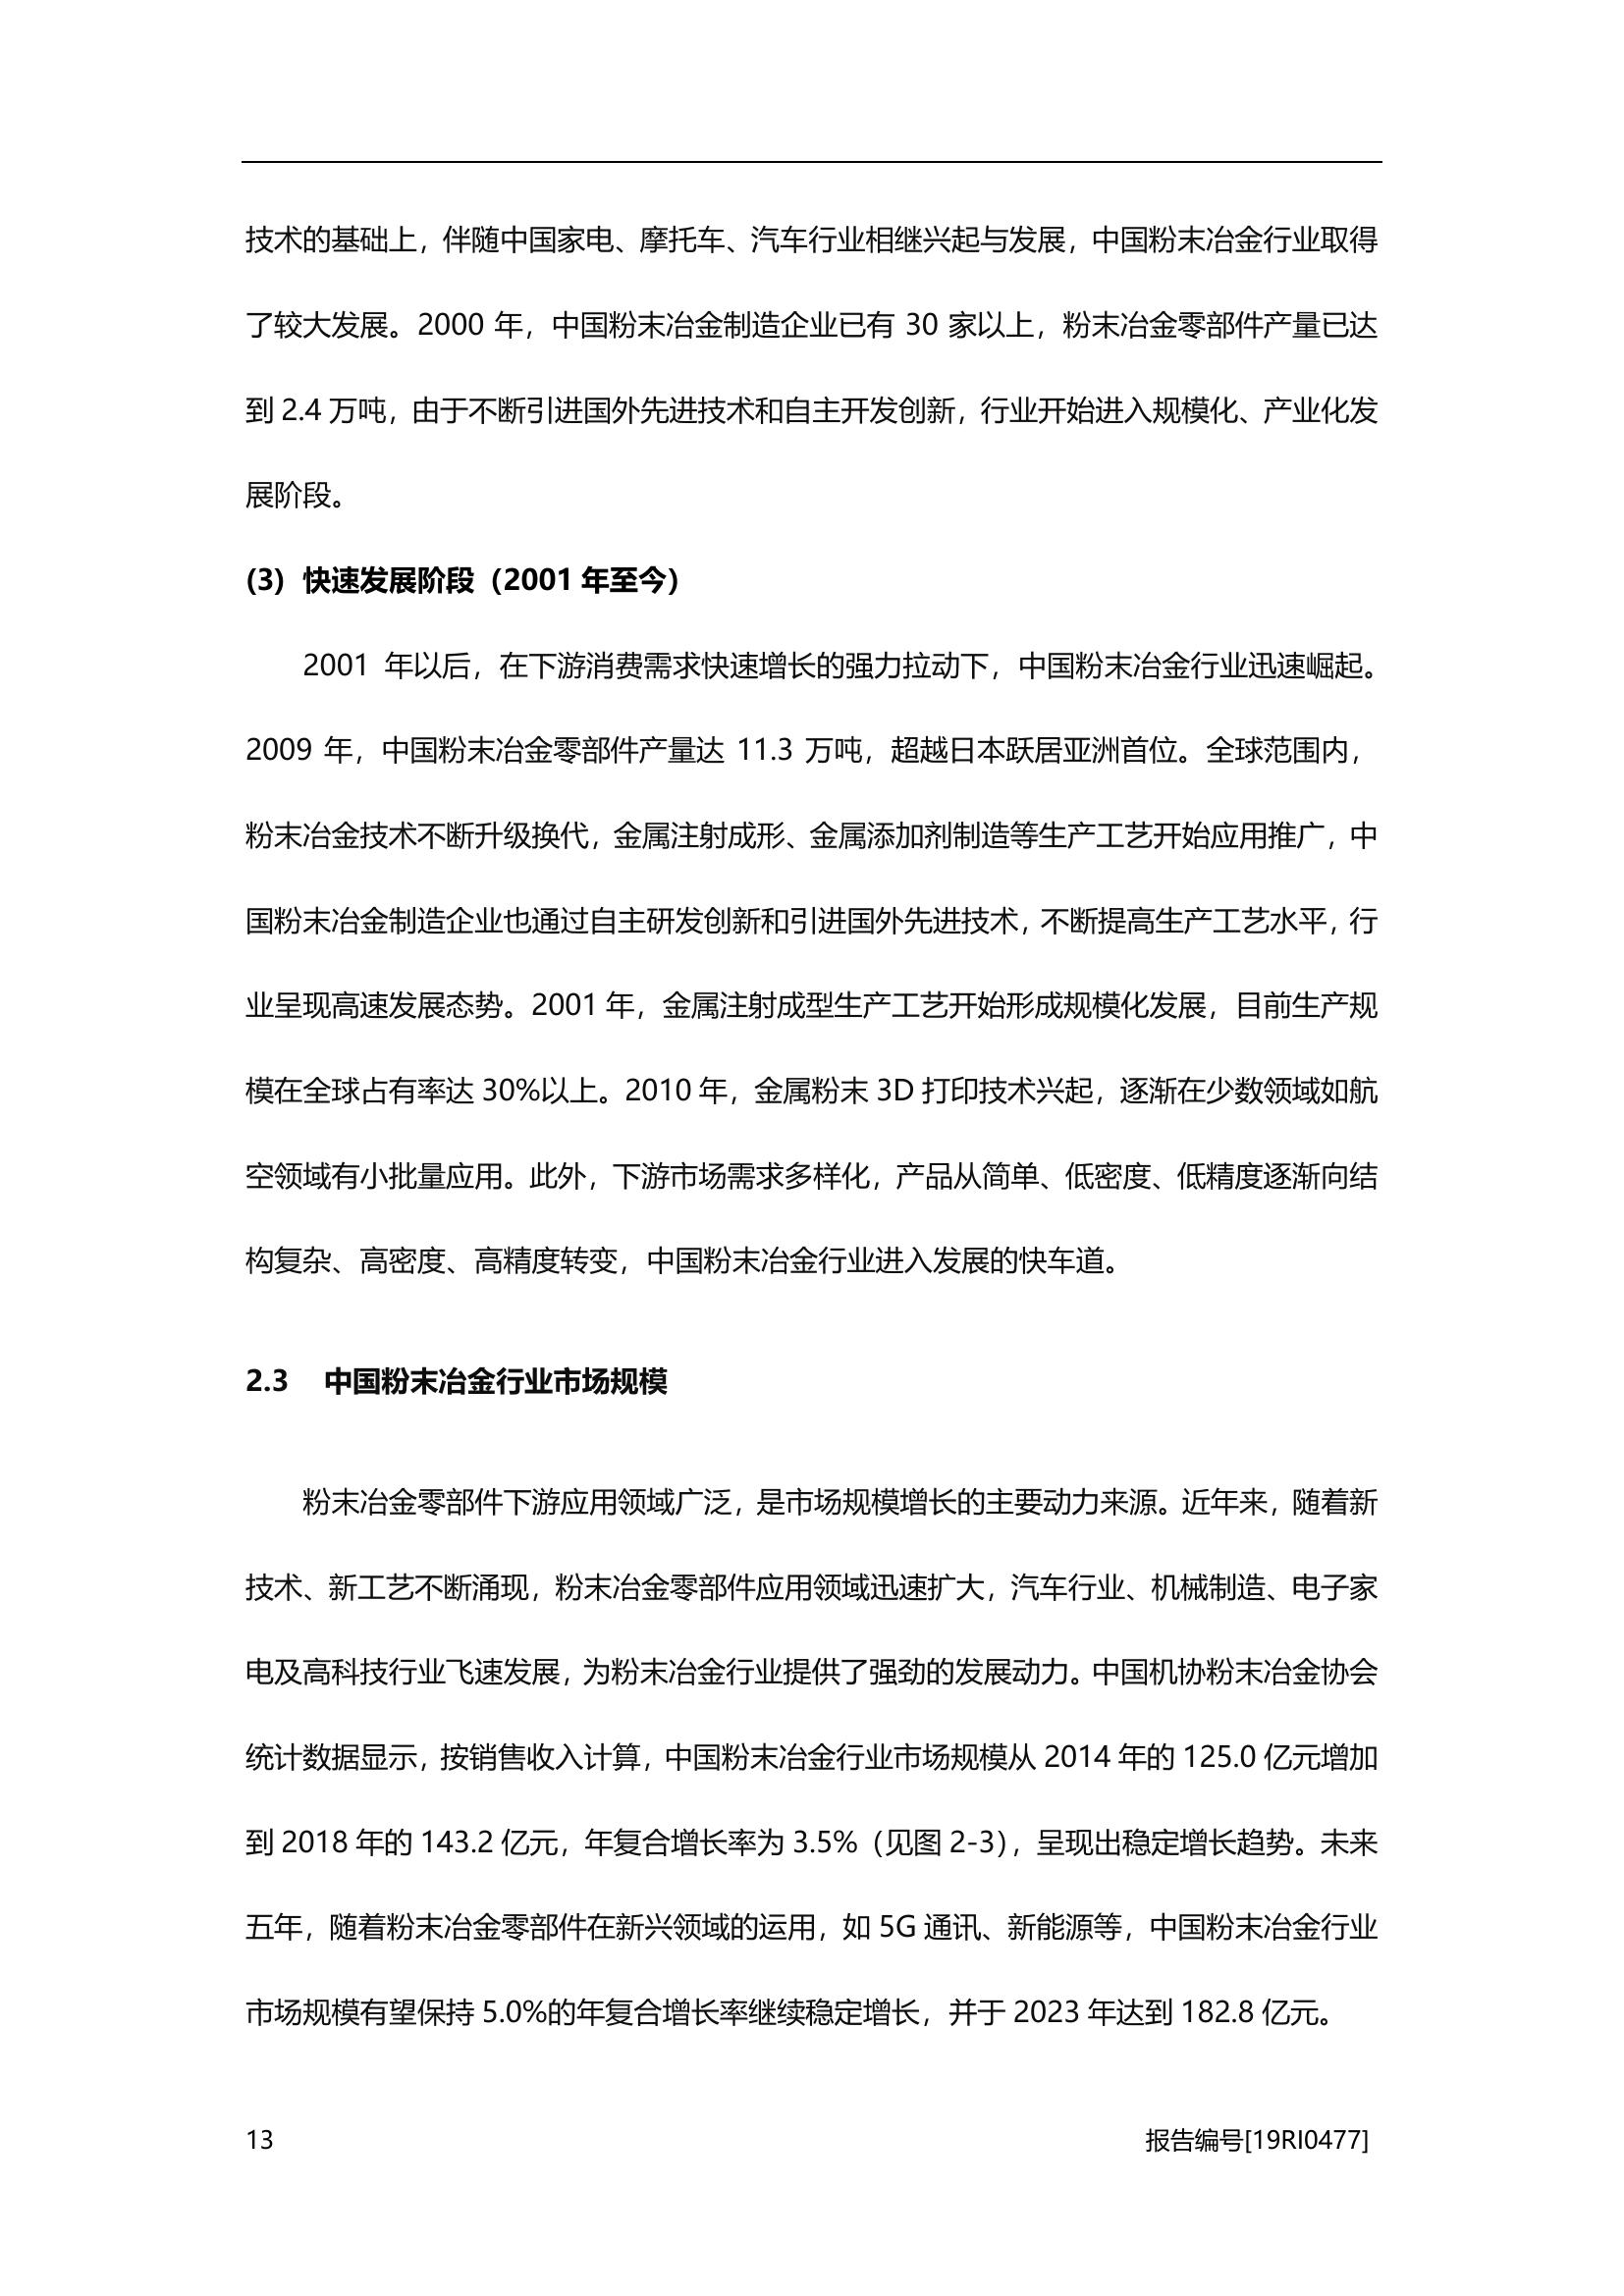 技术的基础上，伴随中国家电、摩托车、汽车行业相继兴起与发展，中国粉末冶金行业取得
了较大发展。2000 年，中国粉末冶金制造企业已有 30 家以上，粉末冶金零部件产量已达
到 2.4 万吨，由于不断引进国外先进技术和自主开发创新，行业开始进入规模化、产业化发
展阶段。
(3) 快速发展阶段（2001 年至今）
2001 年以后，在下游消费需求快速增长的强力拉动下，中国粉末冶金行业迅速崛起。
2009 年，中国粉末冶金零部件产量达 11.3 万吨，超越日本跃居亚洲首位。全球范围内，
粉末冶金技术不断升级换代，金属注射成形、金属添加剂制造等生产工艺开始应用推广，中
国粉末冶金制造企业也通过自主研发创新和引进国外先进技术，不断提高生产工艺水平，行
业呈现高速发展态势。2001 年，金属注射成型生产工艺开始形成规模化发展，目前生产规
模在全球占有率达 30%以上。2010 年，金属粉末 3D 打印技术兴起，逐渐在少数领域如航
空领域有小批量应用。此外，下游市场需求多样化，产品从简单、低密度、低精度逐渐向结
构复杂、高密度、高精度转变，中国粉末冶金行业进入发展的快车道。
2.3 中国粉末冶金行业市场规模
粉末冶金零部件下游应用领域广泛，是市场规模增长的主要动力来源。近年来，随着新
技术、新工艺不断涌现，粉末冶金零部件应用领域迅速扩大，汽车行业、机械制造、电子家
电及高科技行业飞速发展，为粉末冶金行业提供了强劲的发展动力。中国机协粉末冶金协会
统计数据显示，按销售收入计算，中国粉末冶金行业市场规模从 2014 年的 125.0 亿元增加
到 2018 年的 143.2 亿元，年复合增长率为 3.5%（见图 2-3），呈现出稳定增长趋势。未来
五年，随着粉末冶金零部件在新兴领域的运用，如 5G 通讯、新能源等，中国粉末冶金行业
市场规模有望保持 5.0%的年复合增长率继续稳定增长，并于 2023 年达到 182.8 亿元。
13 报告编号[19RI0477]